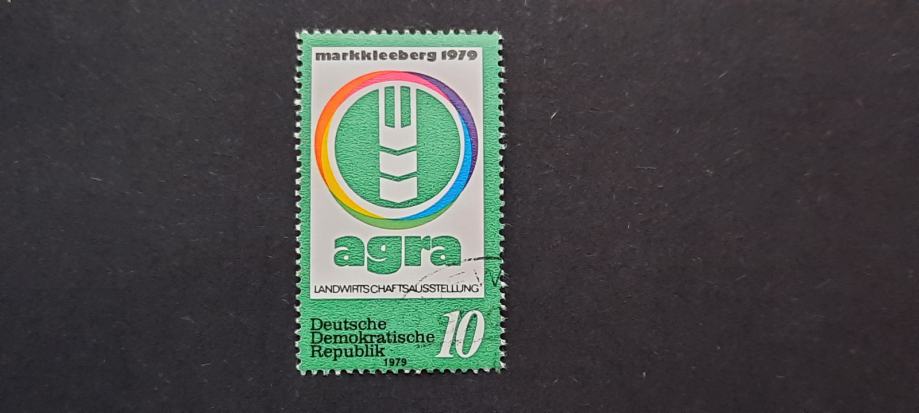 markkleeberg 1979
agra
LANDWIRTSCHAFTSAUSSTELLUNG
Deutsche
Demokratische
Republik
1979
10